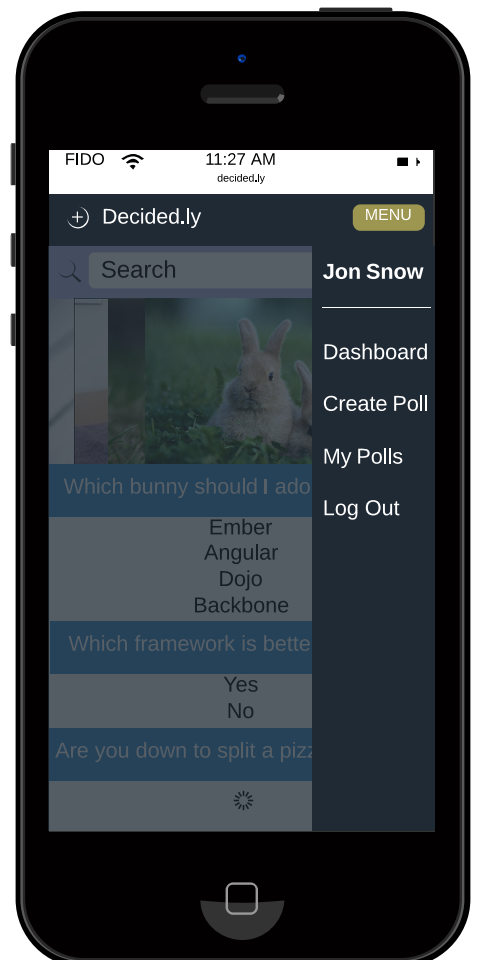 FIDO 11:27 AM
decided.ly
Decided.ly MENU
Search
Jon Snow
Dashboard
Create Poll
My Polls
Log Out
Which bunny should I ado
Ember
Angular
Dojo
Backbone
Which framework is bette
Yes
No
Are you down to split a pizz